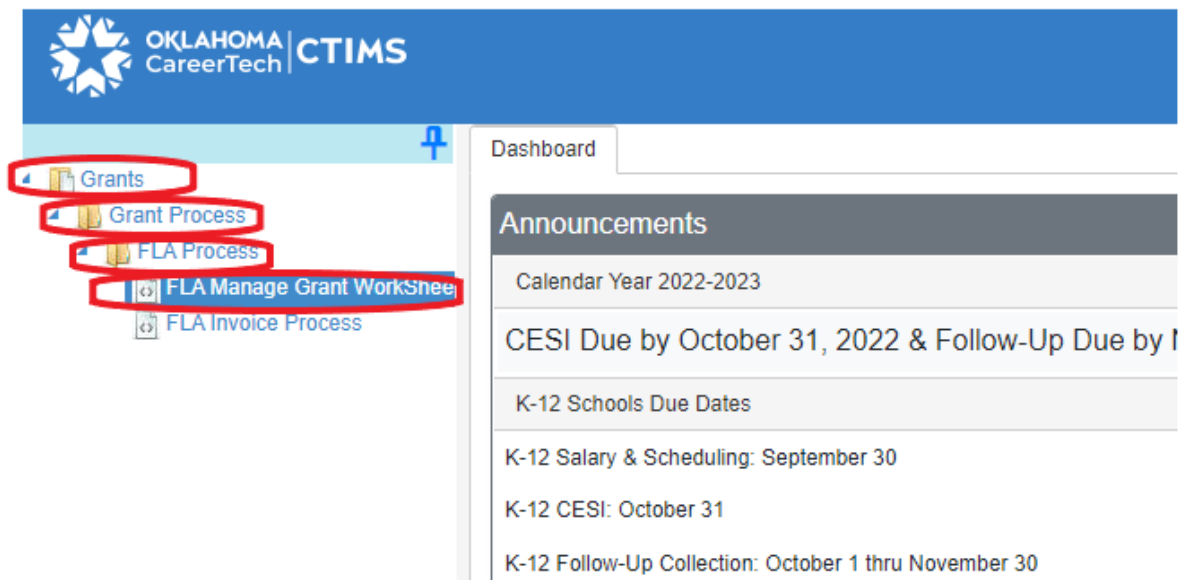 OKLAHOMA
CareerTech CTIMS
Grants
Grant Process
FLA Process
FLA Manage Grant WorkShee
FLA Invoice Process
Dashboard
Announcements
Calendar Year 2022-2023
CESI Due by October 31, 2022 & Follow-Up Due by
K-12 Schools Due Dates
K-12 Salary & Scheduling: September 30
K-12 CESI: October 31
K-12 Follow-Up Collection: October 1 thru November 30